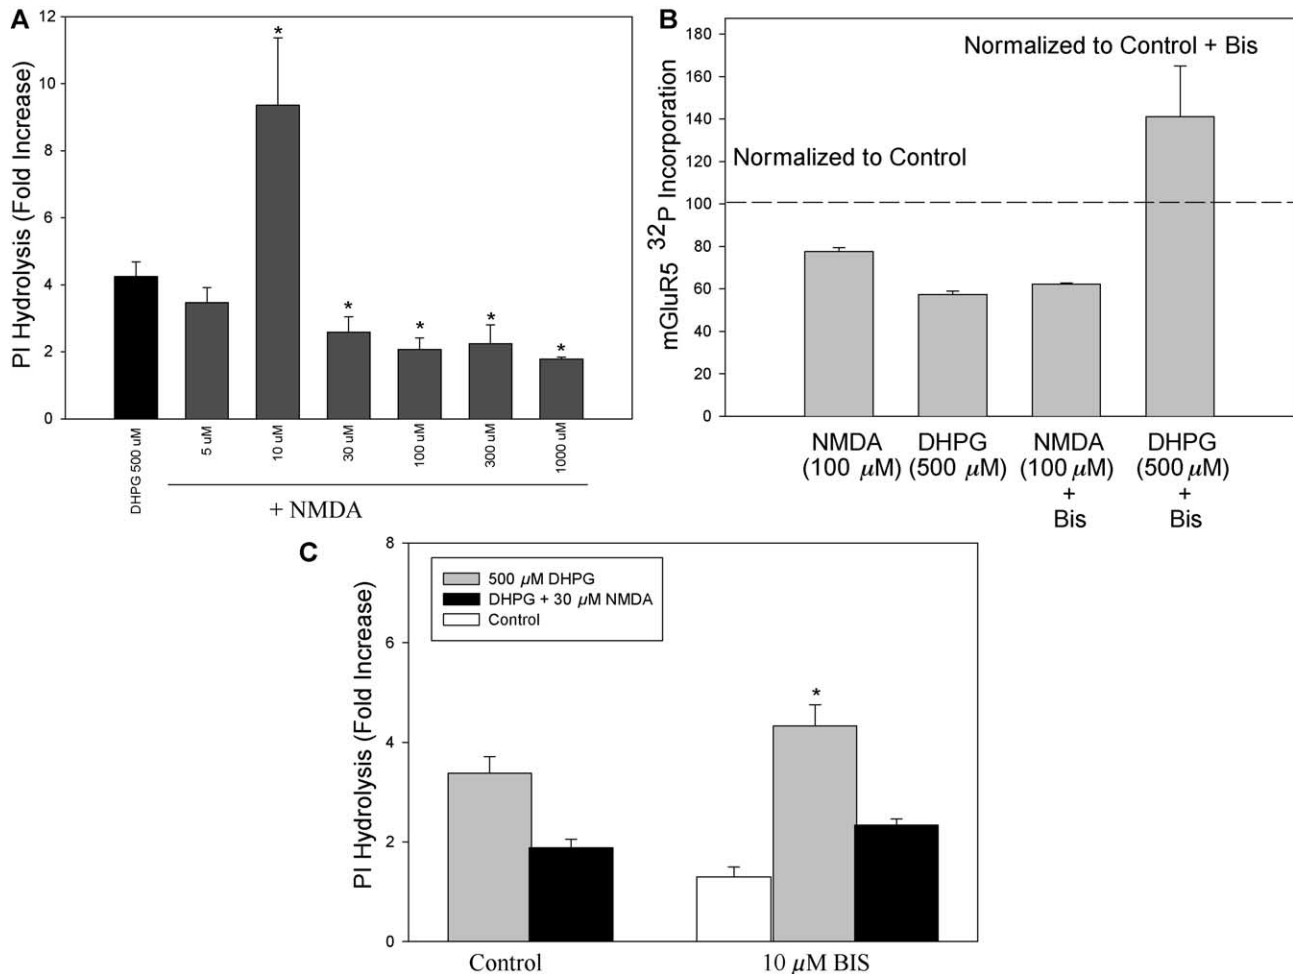 A
PI Hydrolysis (Fold Increase)
12
10
8
6
4
2
0
*
*
*
*
*
DHPG 500 uM
5 uM
10 uM
30 uM
100 uM
300 uM
1000 uM
+ NMDA
B
mGluR5 32P Incorporation
180
160
140
120
100
80
60
40
20
0
Normalized to Control + Bis
Normalized to Control
NMDA
(100 µM)
DHPG
(500 µM)
NMDA
(100 µM)
+
Bis
DHPG
(500 µM)
+
Bis
C
PI Hydrolysis (Fold Increase)
8
6
4
2
0
500 µM DHPG
DHPG + 30 µM NMDA
Control
*
Control
10 µM BIS